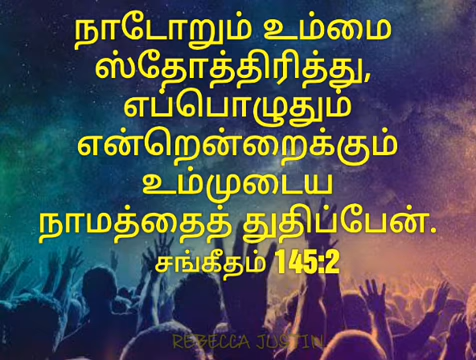 நாடோறும் உம்மை
ஸ்தோத்திரித்து,
எப்பொழுதும்
என்றென்றைக்கும்
உம்முடைய
நாமத்தைத் துதிப்பேன்.
சங்கீதம் 145:2
REBECCA JUSTIN